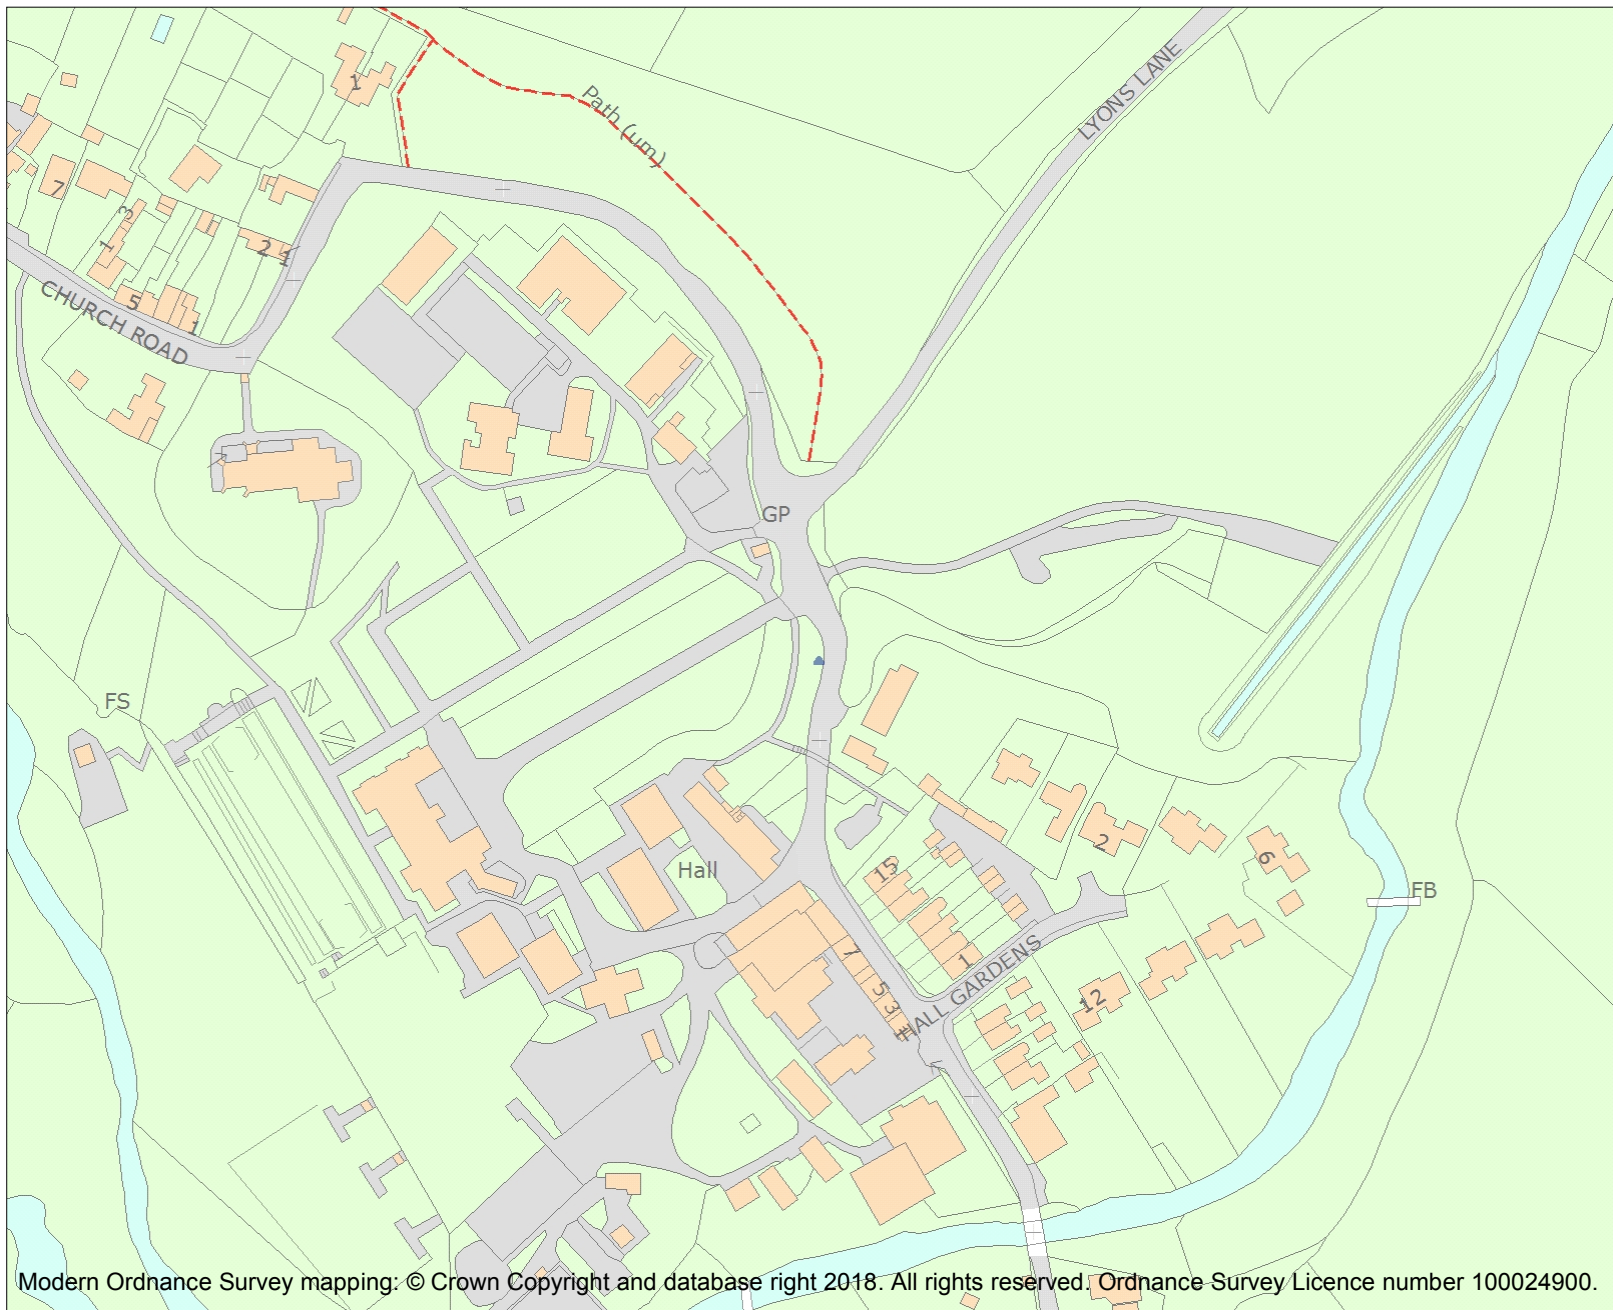 1
Path (um)
LYONS LANE
7
3
1
2
1
5
1
CHURCH ROAD
GP
FS
Hall
15
2
6
FB
1
7
5
3
12
HALL GARDENS
Modern Ordnance Survey mapping: © Crown Copyright and database right 2018. All rights reserved. Ordnance Survey Licence number 100024900.